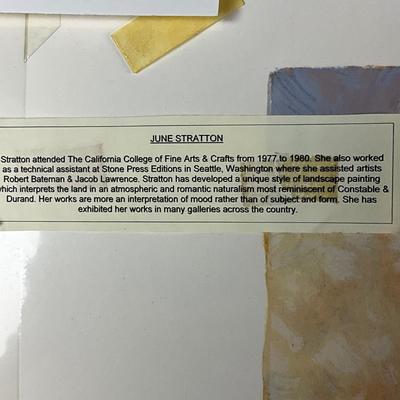 JUNE STRATTON
Stratton attended The California College of Fine Arts & Crafts from 1977 to 1980. She also worked
as a technical assistant at Stone Press Editions in Seattle, Washington where she assisted artists
Robert Bateman & Jacob Lawrence. Stratton has developed a unique style of landscape painting
which interprets the land in an atmospheric and romantic naturalism most reminiscent of Constable &
Durand. Her works are more an interpretation of mood rather than of subject and form. She has
exhibited her works in many galleries across the country.